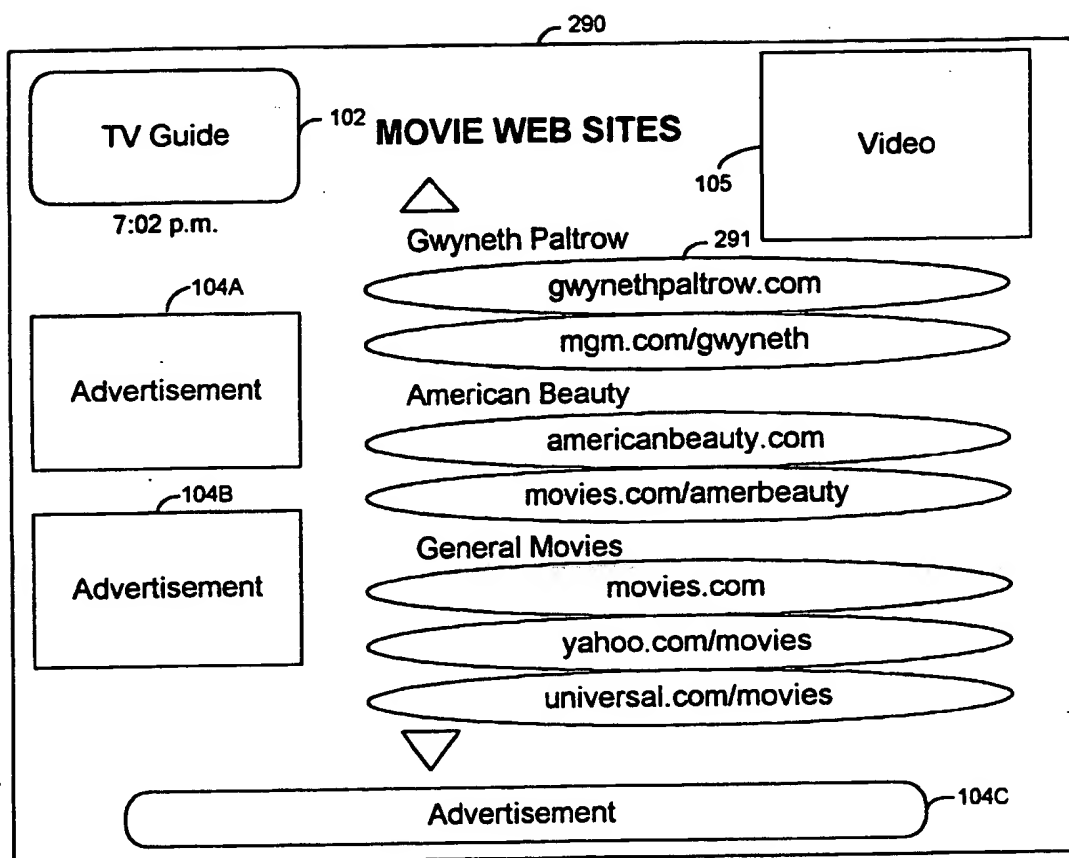 290
TV Guide
102
MOVIE WEB SITES
Video
105
7:02 p.m.
Gwyneth Paltrow
291
gwynethpaltrow.com
mgm.com/gwyneth
104A
Advertisement
American Beauty
americanbeauty.com
movies.com/amerbeauty
104B
Advertisement
General Movies
movies.com
yahoo.com/movies
universal.com/movies
Advertisement
104C